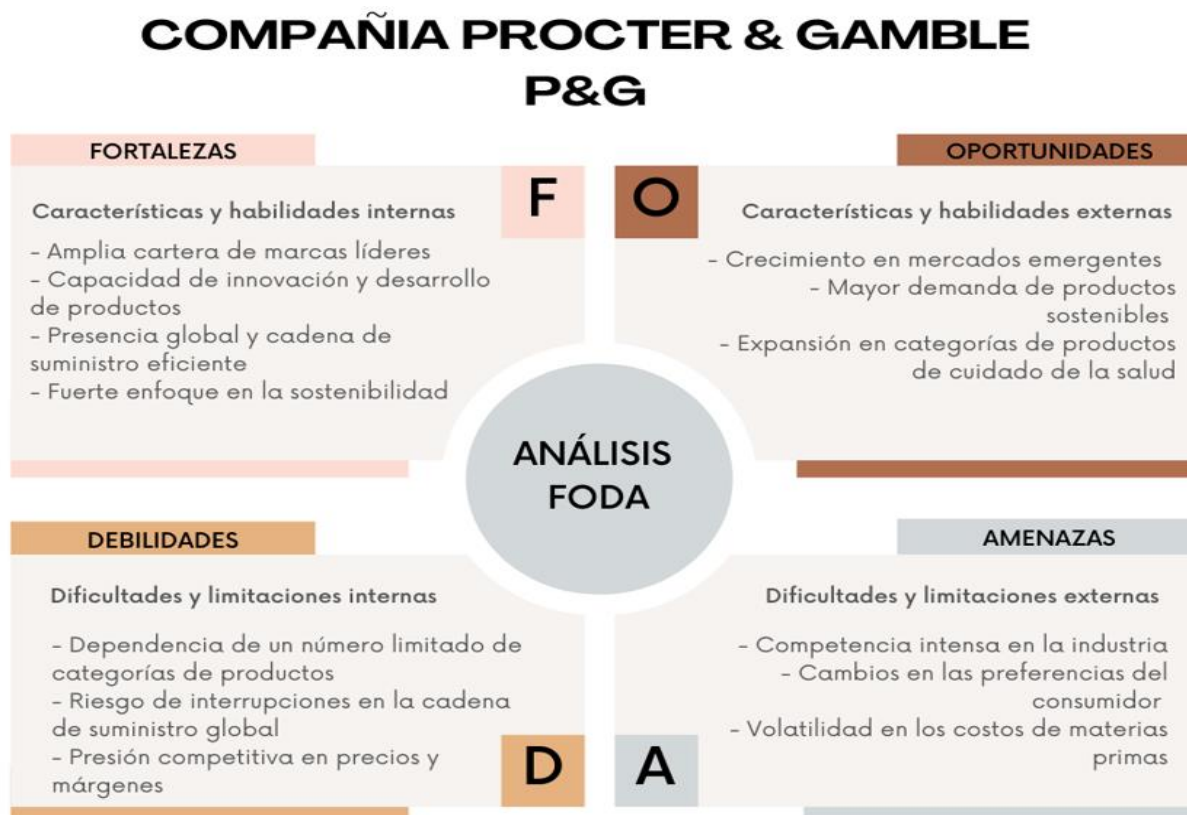 COMPAÑIA PROCTER & GAMBLE
P&G
FORTALEZAS
F
Características y habilidades internas
- Amplia cartera de marcas líderes
- Capacidad de innovación y desarrollo
de productos
- Presencia global y cadena de
suministro eficiente
- Fuerte enfoque en la sostenibilidad
OPORTUNIDADES
O
Características y habilidades externas
- Crecimiento en mercados emergentes
- Mayor demanda de productos
sostenibles
- Expansión en categorías de productos
de cuidado de la salud
ANÁLISIS
FODA
DEBILIDADES
Dificultades y limitaciones internas
- Dependencia de un número limitado de
categorías de productos
- Riesgo de interrupciones en la cadena
de suministro global
- Presión competitiva en precios y
márgenes
D
AMENAZAS
Dificultades y limitaciones externas
- Competencia intensa en la industria
- Cambios en las preferencias del
consumidor
- Volatilidad en los costos de materias
primas
A